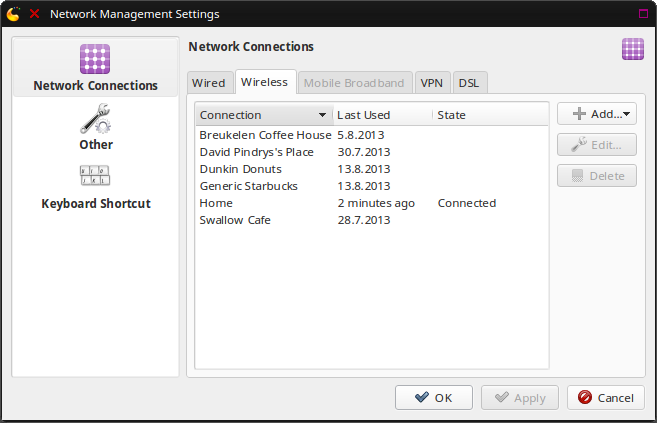 Network Management Settings
Network Connections
Other
Keyboard Shortcut
Network Connections
Wired Wireless Mobile Broadband VPN DSL
Connection Last Used State
Breukelen Coffee House 5.8.2013
David Pindrys's Place 30.7.2013
Dunkin Donuts 13.8.2013
Generic Starbucks 13.8.2013
Home 2 minutes ago Connected
Swallow Cafe 28.7.2013
Add...
Edit...
Delete
OK Apply Cancel